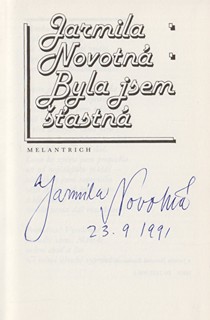 Jarmila
Novotná
Byla jsem
šťastná
MELANTRICH
Jarmila Novotná
23.9 1991